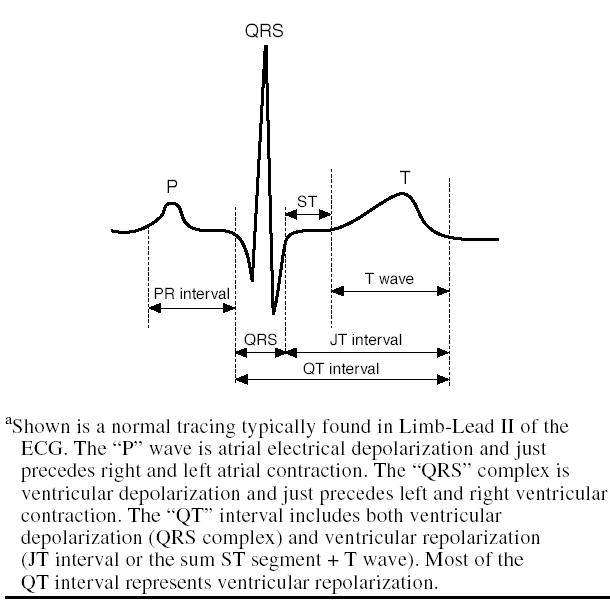 QRS
P
T
ST
T wave
PR interval
QRS
JT interval
QT interval
aShown is a normal tracing typically found in Limb-Lead II of the
ECG. The “P” wave is atrial electrical depolarization and just
precedes right and left atrial contraction. The “QRS” complex is
ventricular depolarization and just precedes left and right ventricular
contraction. The “QT” interval includes both ventricular
depolarization (QRS complex) and ventricular repolarization
(JT interval or the sum ST segment + T wave). Most of the
QT interval represents ventricular repolarization.